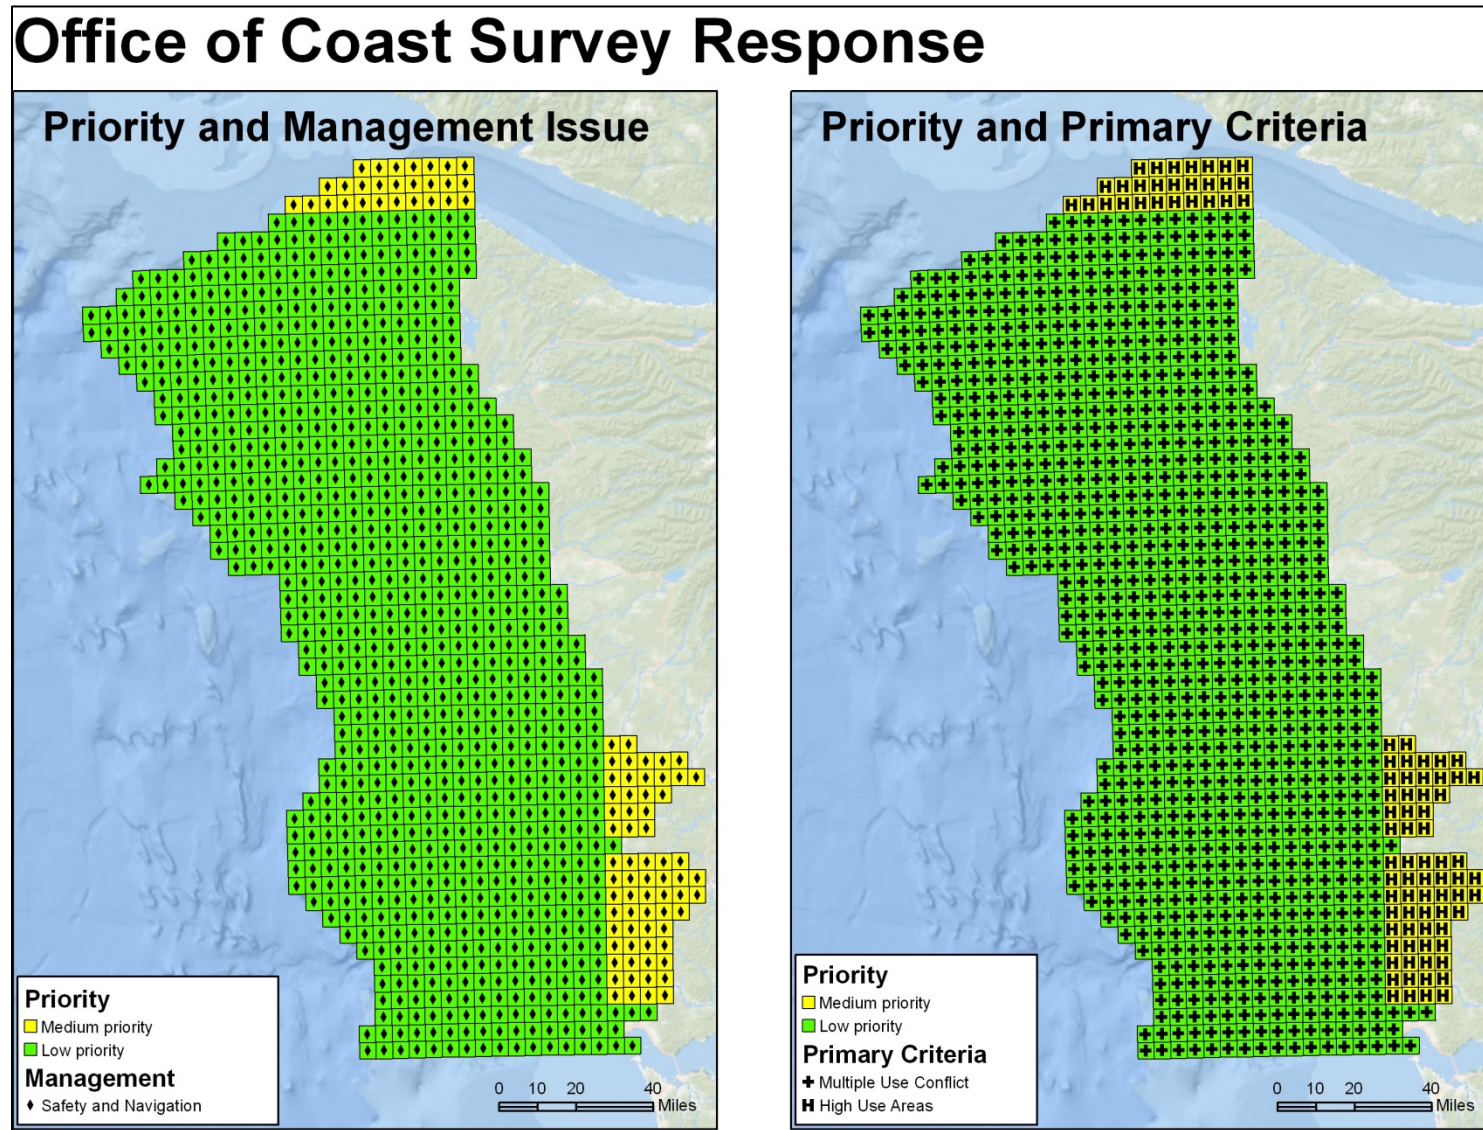 Office of Coast Survey Response
Priority and Management Issue
Priority
Medium priority
Low priority
Management
Safety and Navigation
0 10 20 40
Miles
Priority and Primary Criteria
Priority
Medium priority
Low priority
Primary Criteria
Multiple Use Conflict
H High Use Areas
0 10 20 40
Miles